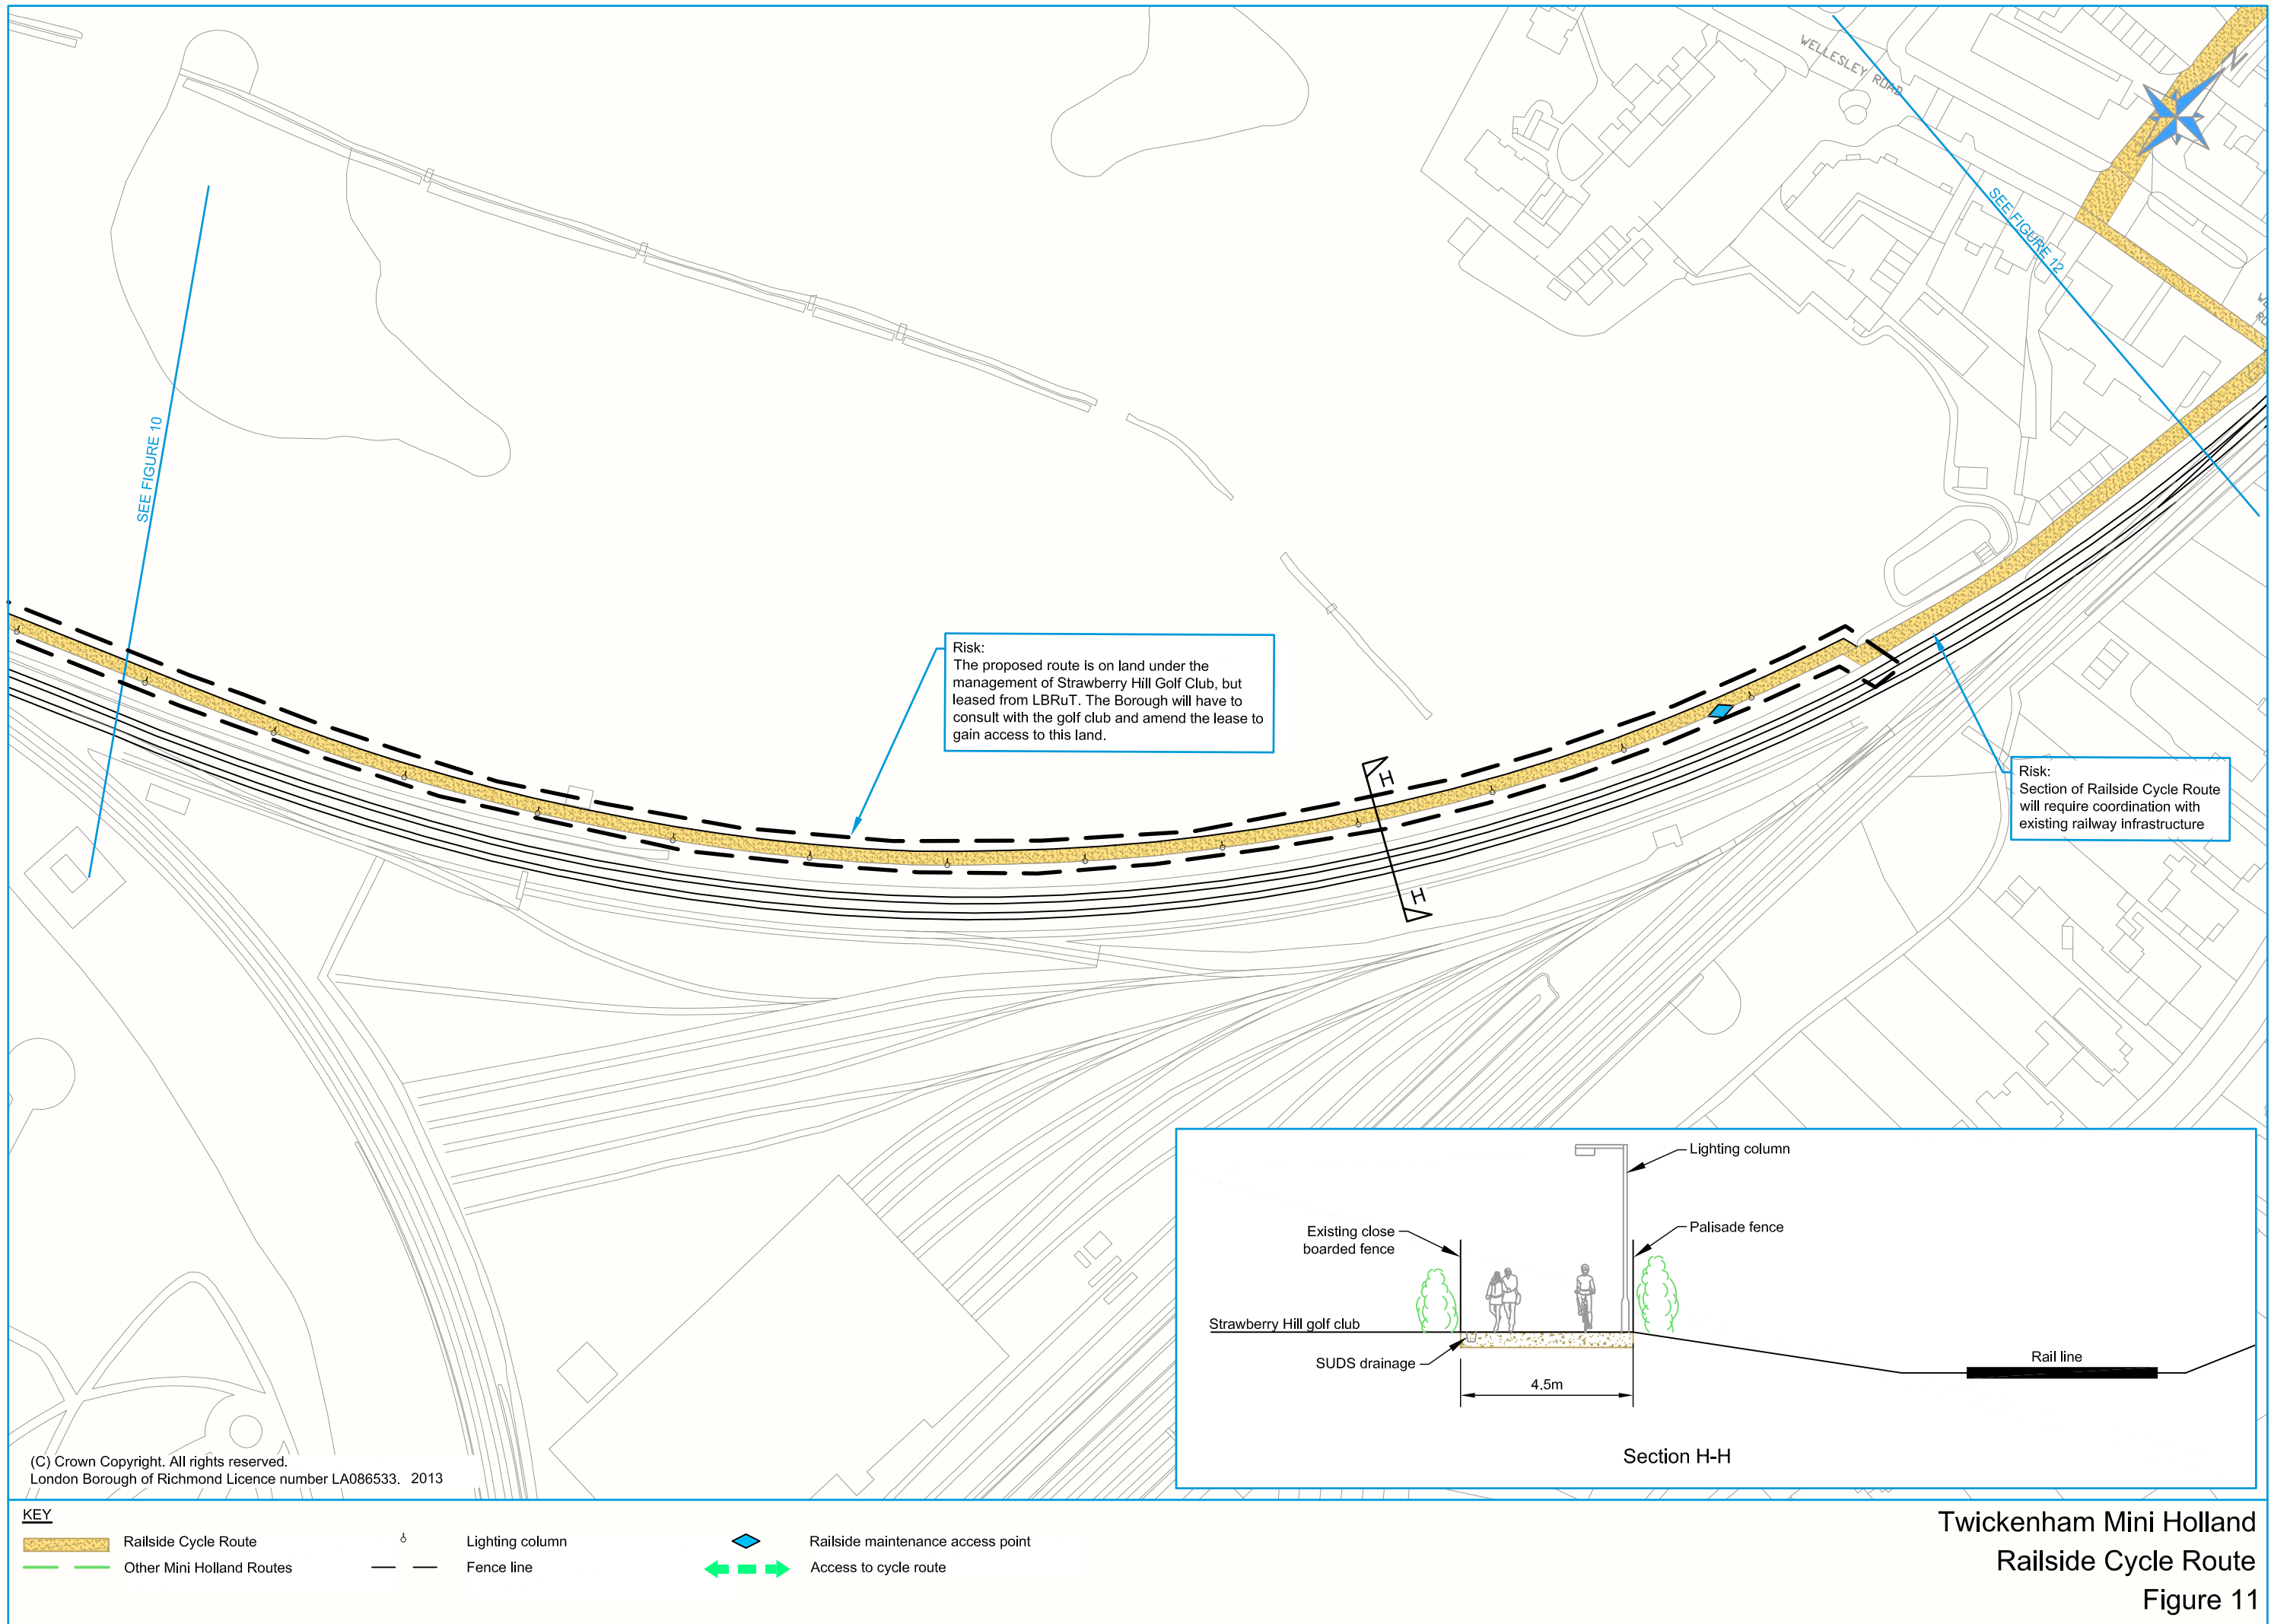 WELLESLEY ROAD
N
SEE FIGURE 12
SEE FIGURE 10
Risk:
The proposed route is on land under the
management of Strawberry Hill Golf Club, but
leased from LBRuT. The Borough will have to
consult with the golf club and amend the lease to
gain access to this land.
H
H
Risk:
Section of Railside Cycle Route
will require coordination with
existing railway infrastructure
Lighting column
Existing close
boarded fence
Palisade fence
Strawberry Hill golf club
SUDS drainage
Rail line
4.5m
Section H-H
(C) Crown Copyright. All rights reserved.
London Borough of Richmond Licence number LA086533. 2013
KEY
Railside Cycle Route
Lighting column
Railside maintenance access point
Other Mini Holland Routes
Fence line
Access to cycle route
Twickenham Mini Holland
Railside Cycle Route
Figure 11